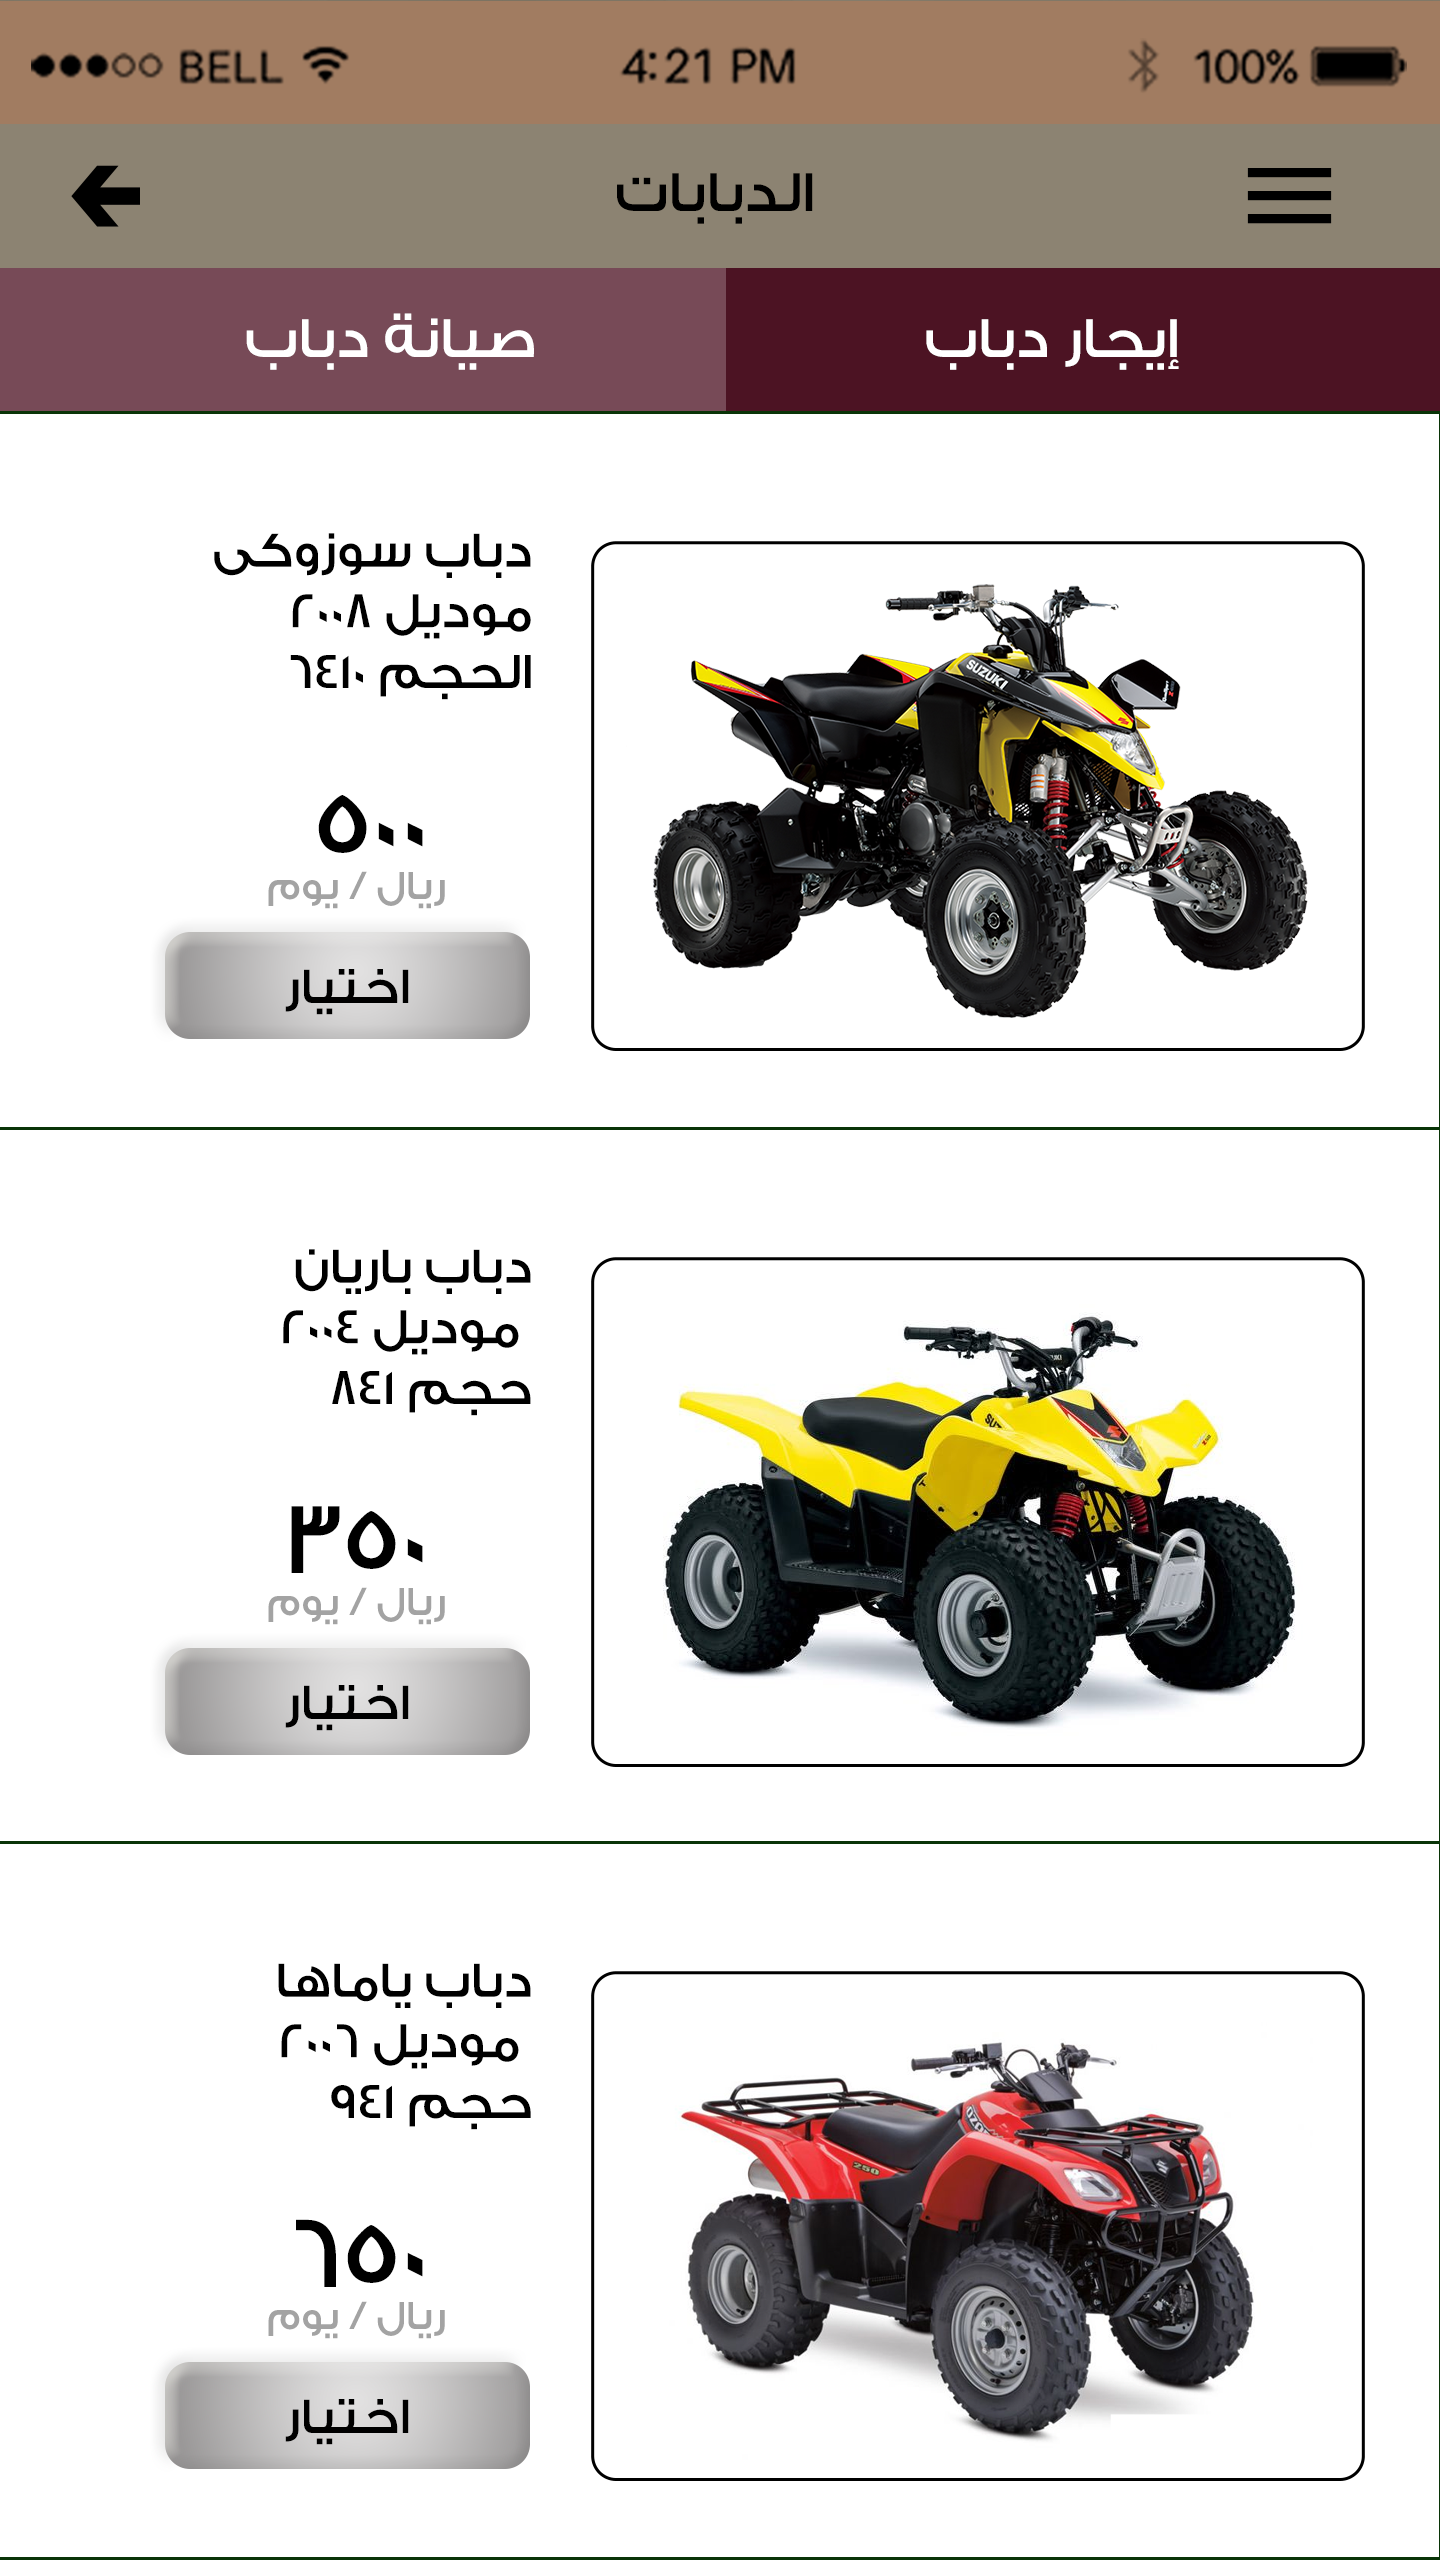 BELL 4:21 PM 100%
الدبابات
إيجار دباب
صيانة دباب
دباب سوزوكى
موديل ٢٠٠٨
الحجم ٦٤١٠
٥٠٠
ريال / يوم
اختيار
SUZUKI
دباب باريان
موديل ٢٠٠٤
حجم ٨٤١
٣٥٠
ريال / يوم
اختيار
دباب ياماها
موديل ٢٠٠٦
حجم ٩٤١
٦٥٠
ريال / يوم
اختيار
250